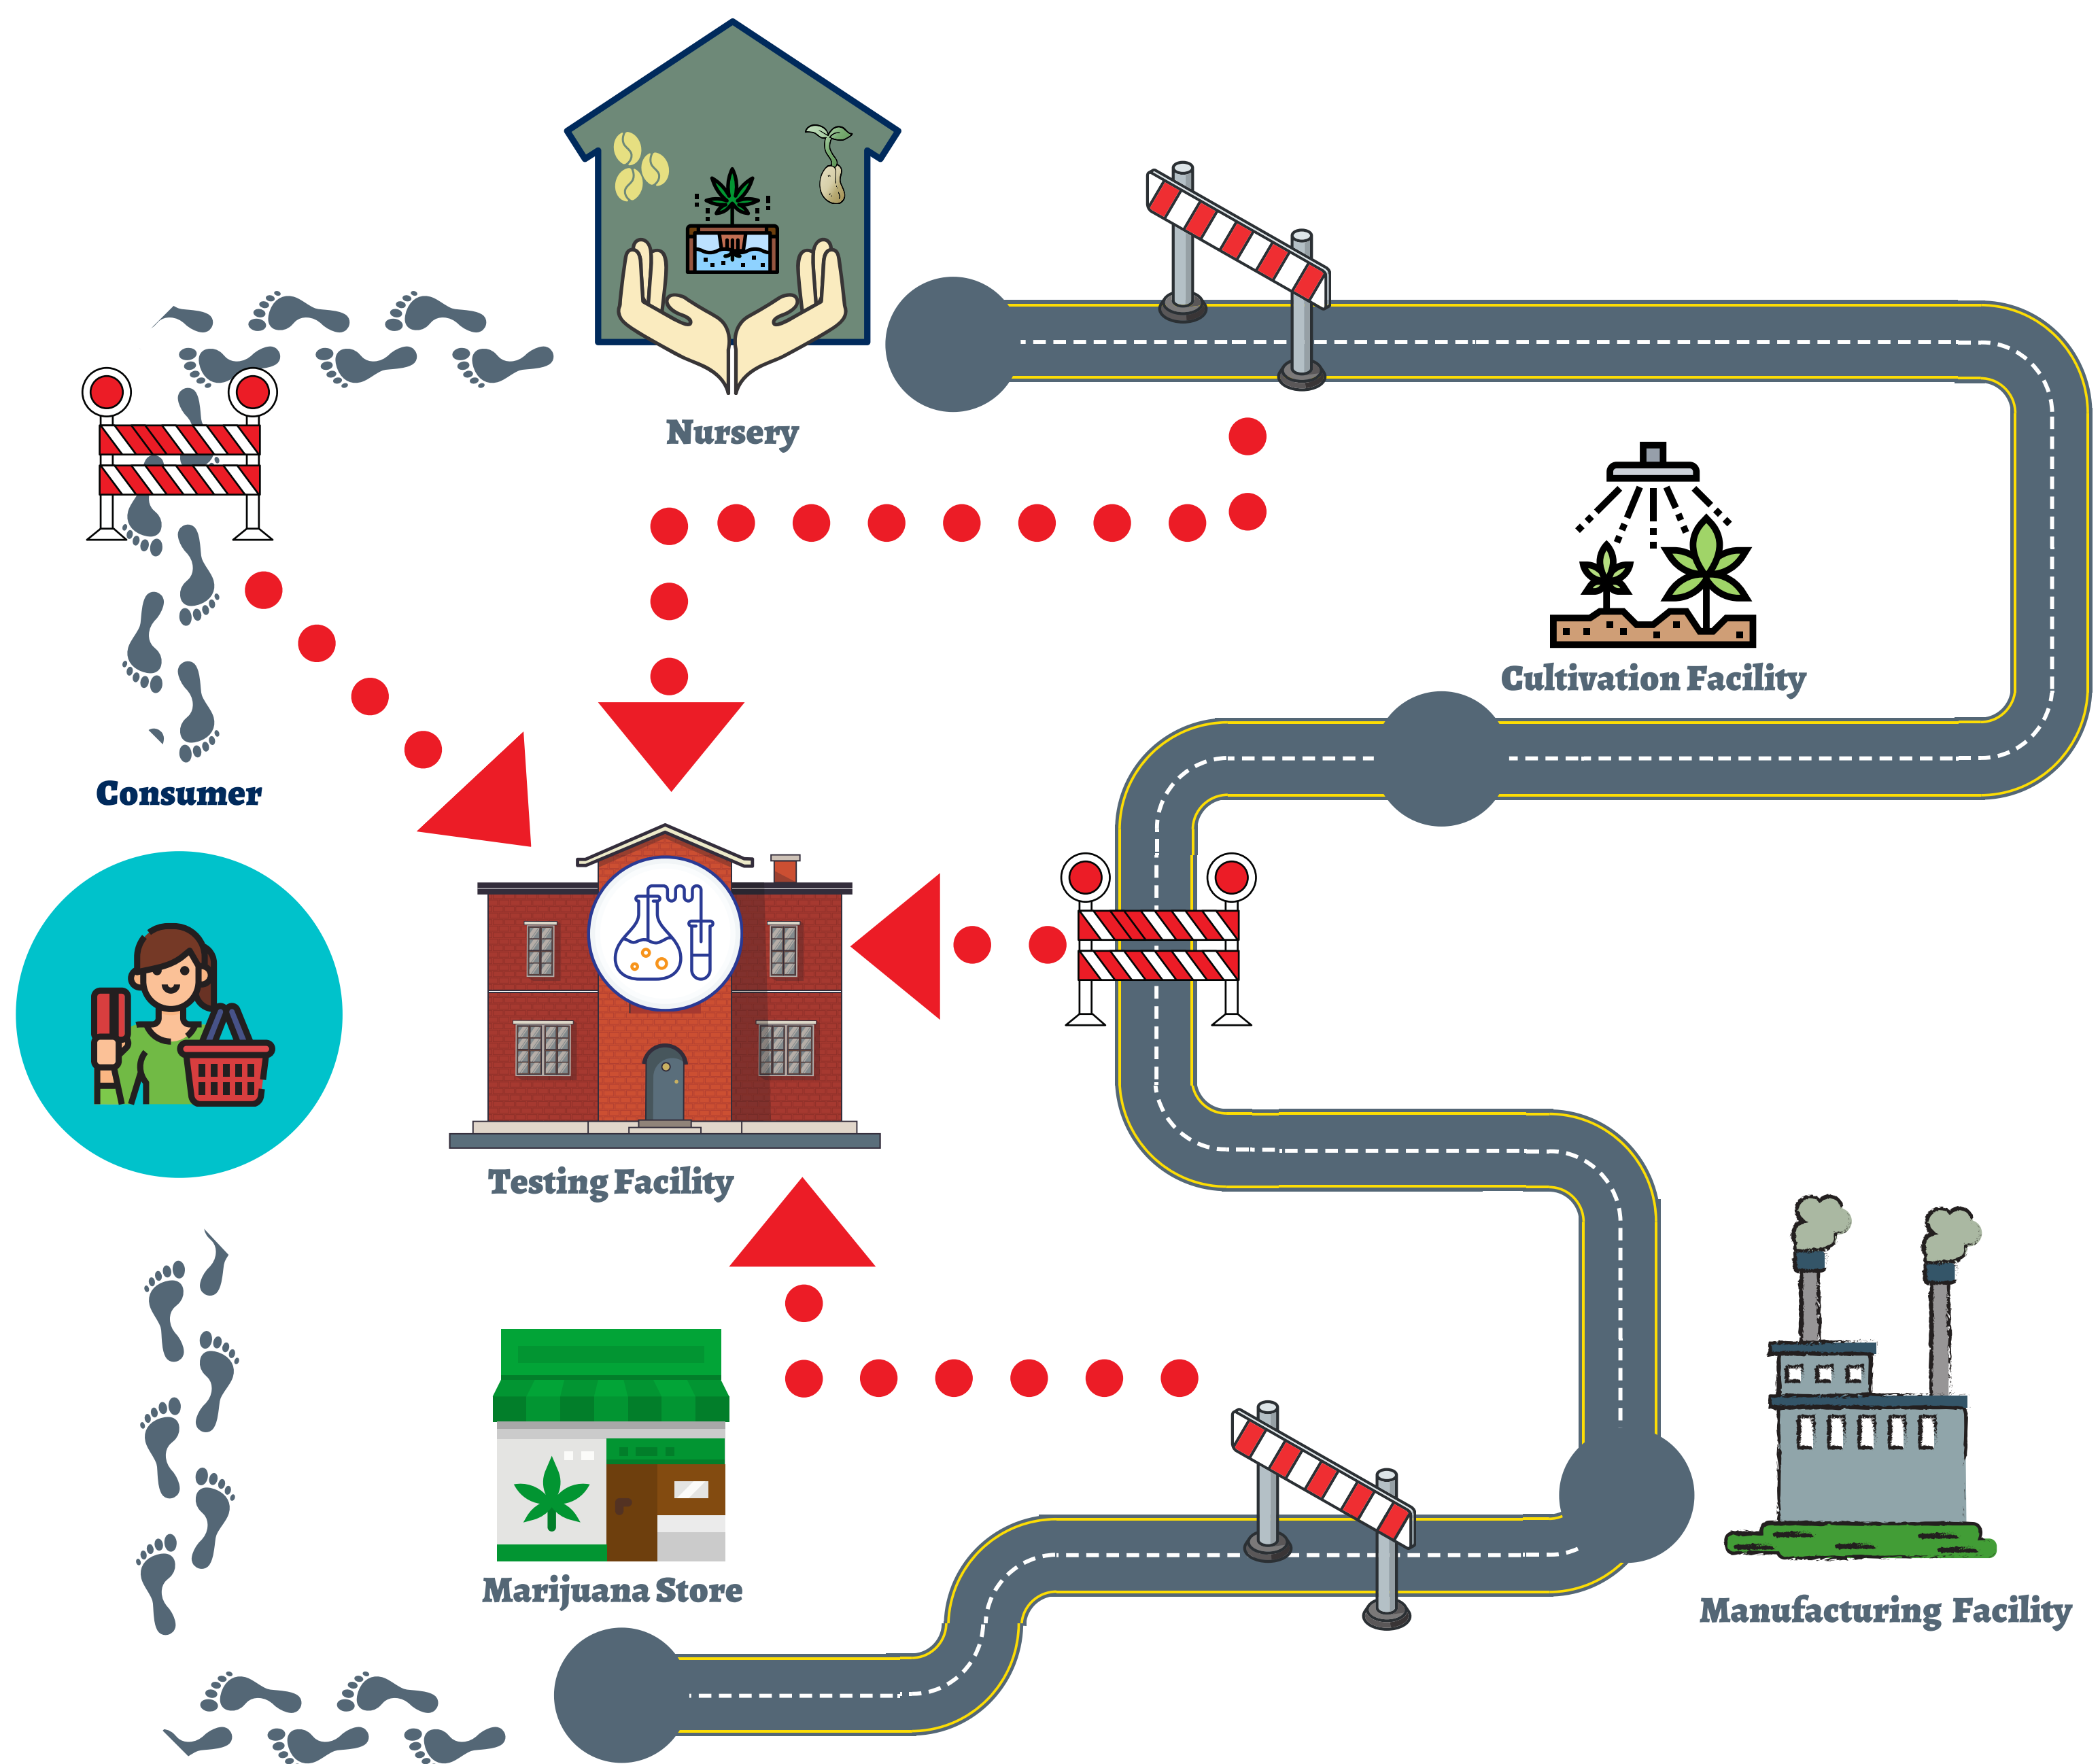 Nursery
Cultivation Facility
Consumer
Testing Facility
Marijuana Store
Manufacturing Facility